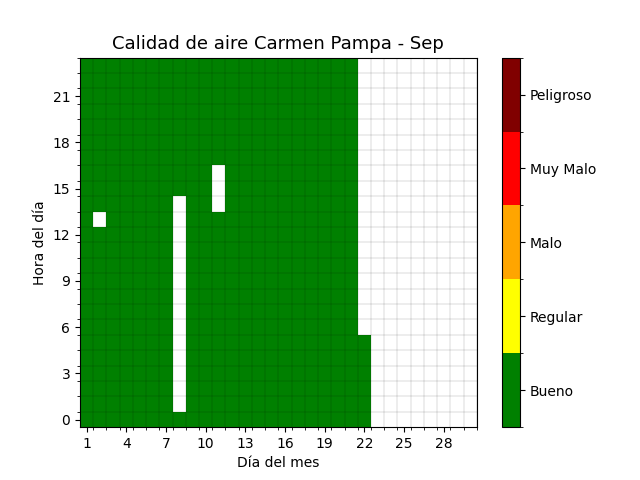 Calidad de aire Carmen Pampa - Sep
Hora del día
21
18
15
12
9
6
3
0
1 4 7 10 13 16 19 22 25 28
Día del mes
Peligroso
Muy Malo
Malo
Regular
Bueno